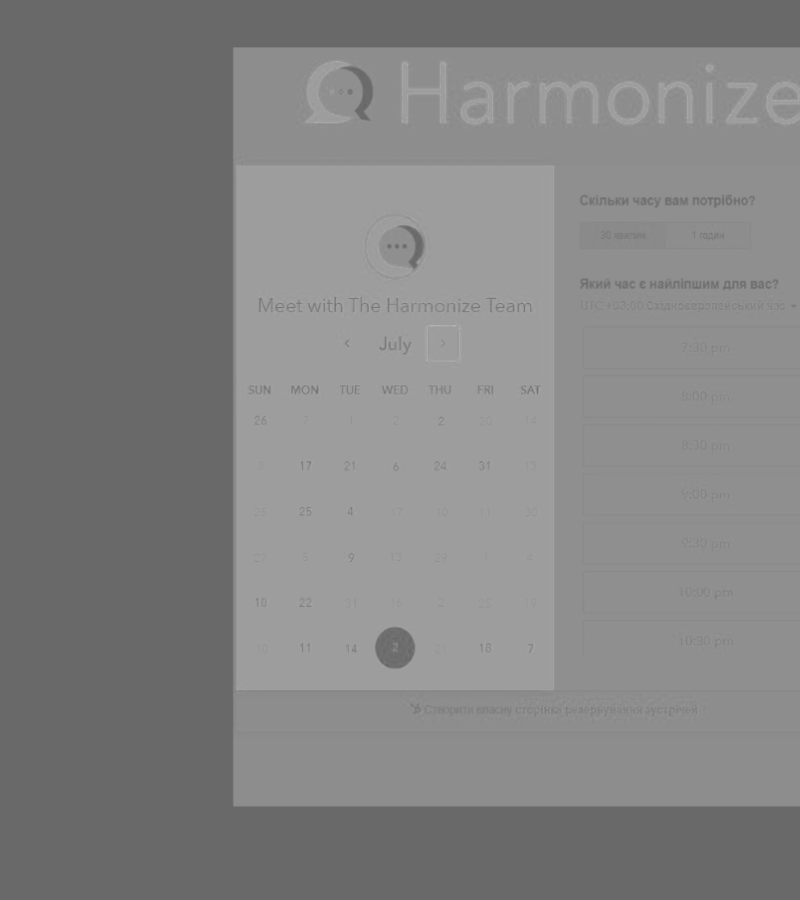 Harmonize
Meet with The Harmonize Team
July
SUN MON TUE WED THU FRI SAT
26 7 1 2 2 20 14
17 21 6 24 31 13
25 4 17 10 11 30
5 9 13 29 1 4
10 22 11 16 2 25 19
10 11 14 2 21 18 7
Скільки часу вам потрібно?
30 хвилин 1 годин
Який час є найліпшим для вас?
UTC +03:00 Східноєвропейський час
7:30 pm
8:00 pm
8:30 pm
9:00 pm
9:30 pm
10:00 pm
10:30 pm
Створити власну сторінку резервування зустрічей